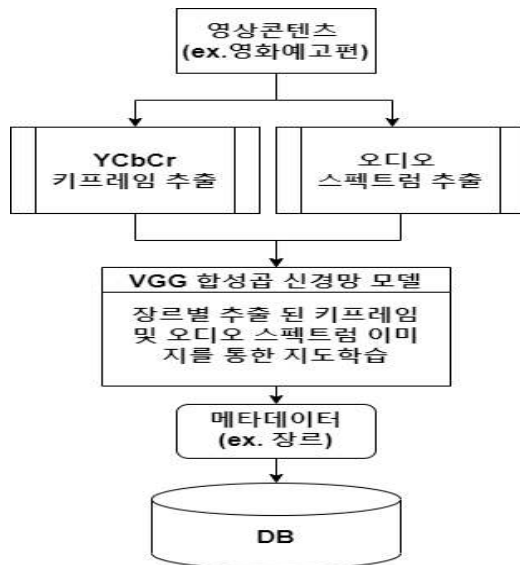 영상콘텐츠
(ex.영화예고편)
YCbCr
키프레임 추출
오디오
스펙트럼 추출
VGG 합성곱 신경망 모델
장르별 추출 된 키프레임
및 오디오 스펙트럼 이미
지를 통한 지도학습
메타데이터
(ex. 장르)
DB